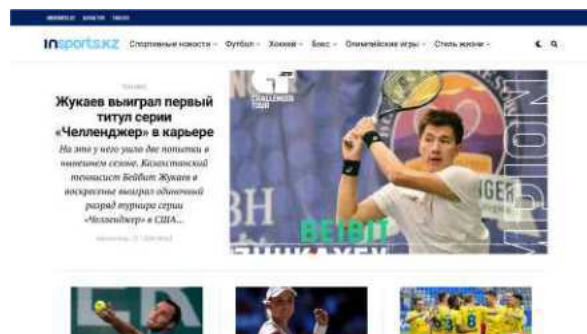 INSPORTS.KZ
Спортивные новости
Футбол
Хоккей
Бокс
Олимпийские игры
Стиль жизни
ТЕННИС
Жукаев выиграл первый
титул серии
«Челленджер» в карьере
На это у него ушло две попытки в
нынешнем сезоне. Казахстанский
теннисист Бейбит Жукаев в
воскресенье выиграл одиночный
разряд турнира серии
«Челленджер» в США...
CHALLENGER
TOUR
BEIBIT